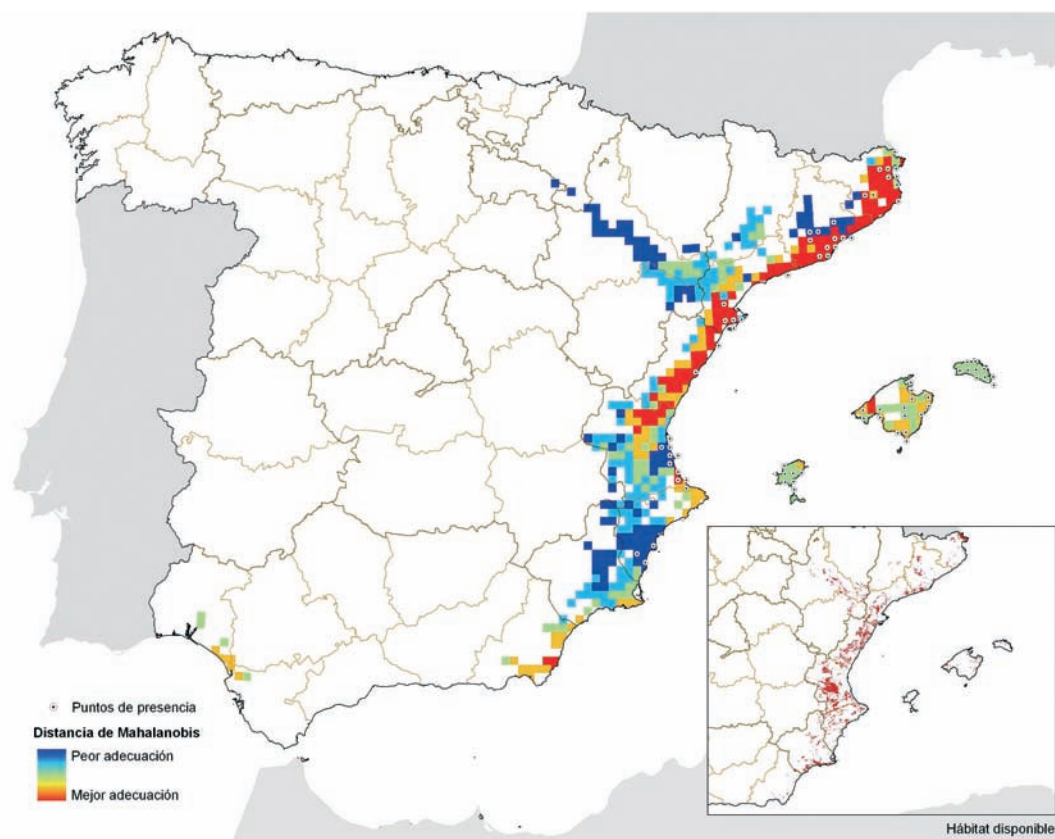 Puntos de presencia
Distancia de Mahalanobis
Peor adecuación
Mejor adecuación
Hábitat disponible